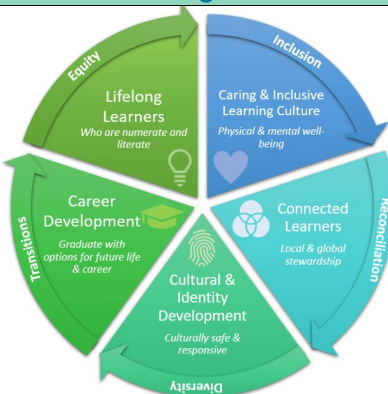 Equity
Lifelong
Learners
Who are numerate and
literate
Inclusion
Caring & Inclusive
Learning Culture
Physical & mental well-
being
Reconciliation
Connected
Learners
Local & global
stewardship
Diversity
Cultural &
Identity
Development
Culturally safe &
responsive
Transitions
Career
Development
Graduate with
options for future life
& career